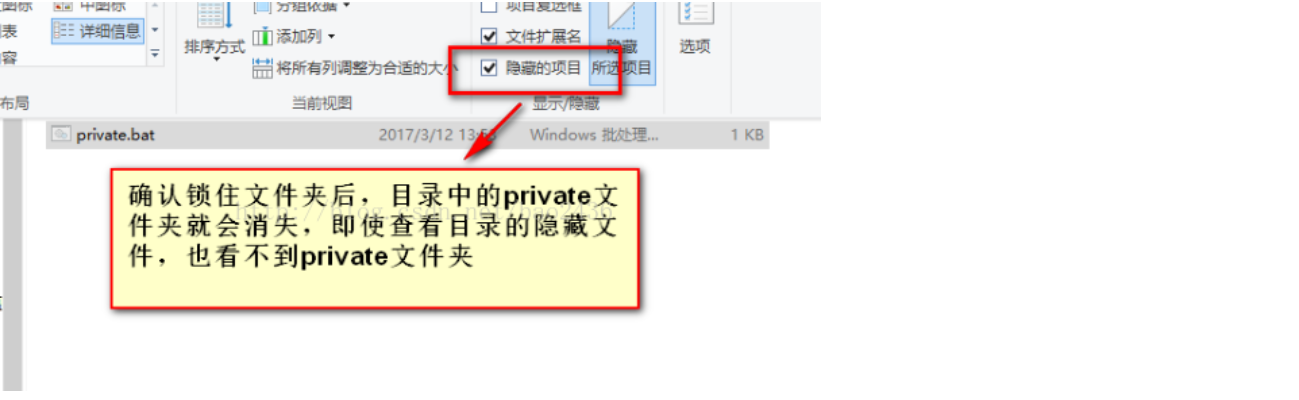 中图标
表
详细信息
容
排序方式
分组依据
添加列
将所有列调整为合适的大小
项目复选框
文件扩展名
隐藏的项目
隐藏
所选项目
选项
布局
当前视图
显示/隐藏
private.bat 2017/3/12 13:53 Windows 批处理... 1 KB
确认锁住文件夹后，目录中的private文
件夹就会消失，即使查看目录的隐藏文
件，也看不到private文件夹